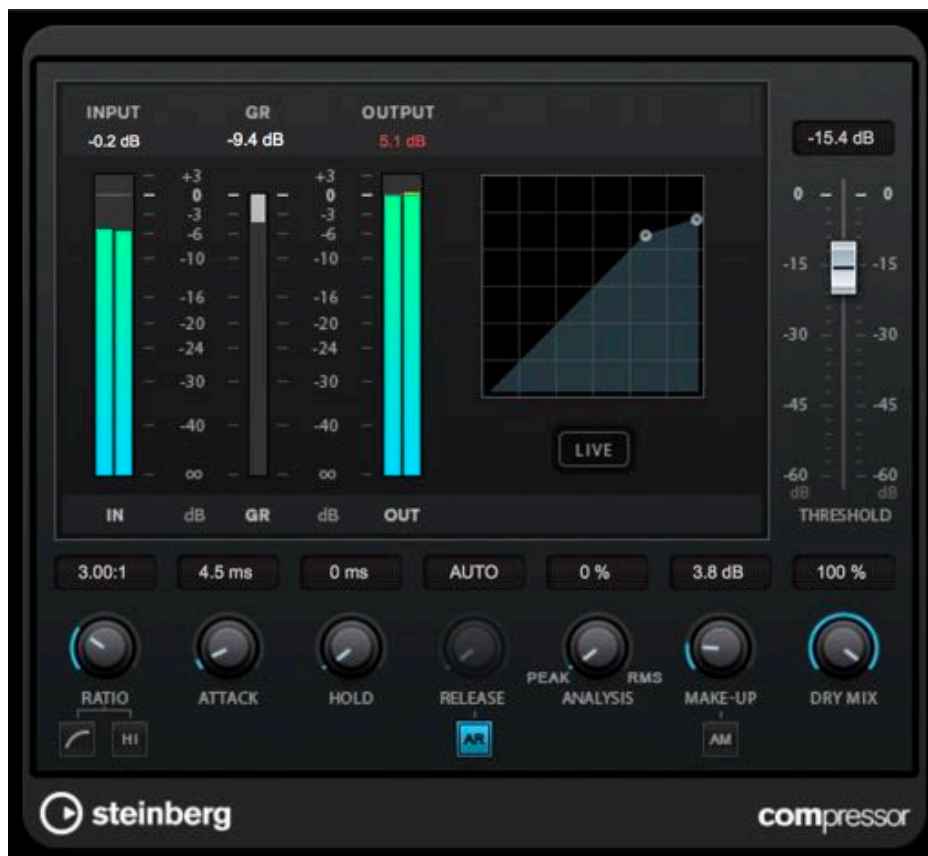 INPUT GR OUTPUT
-0.2 dB -9.4 dB 5.1 dB
-15.4 dB
+3 +3
0 0
-3 -3
-6 -6
-10 -10
-16 -16
-20 -20
-24 -24
-30 -30
-40 -40
∞ ∞
IN dB GR dB OUT
LIVE
0 0
-15 -15
-30 -30
-45 -45
-60 -60
dB dB
THRESHOLD
3.00:1 4.5 ms 0 ms AUTO 0 % 3.8 dB 100 %
PEAK RMS
RATIO ATTACK HOLD RELEASE ANALYSIS MAKE-UP DRY MIX
HI AR AM
steinberg compressor